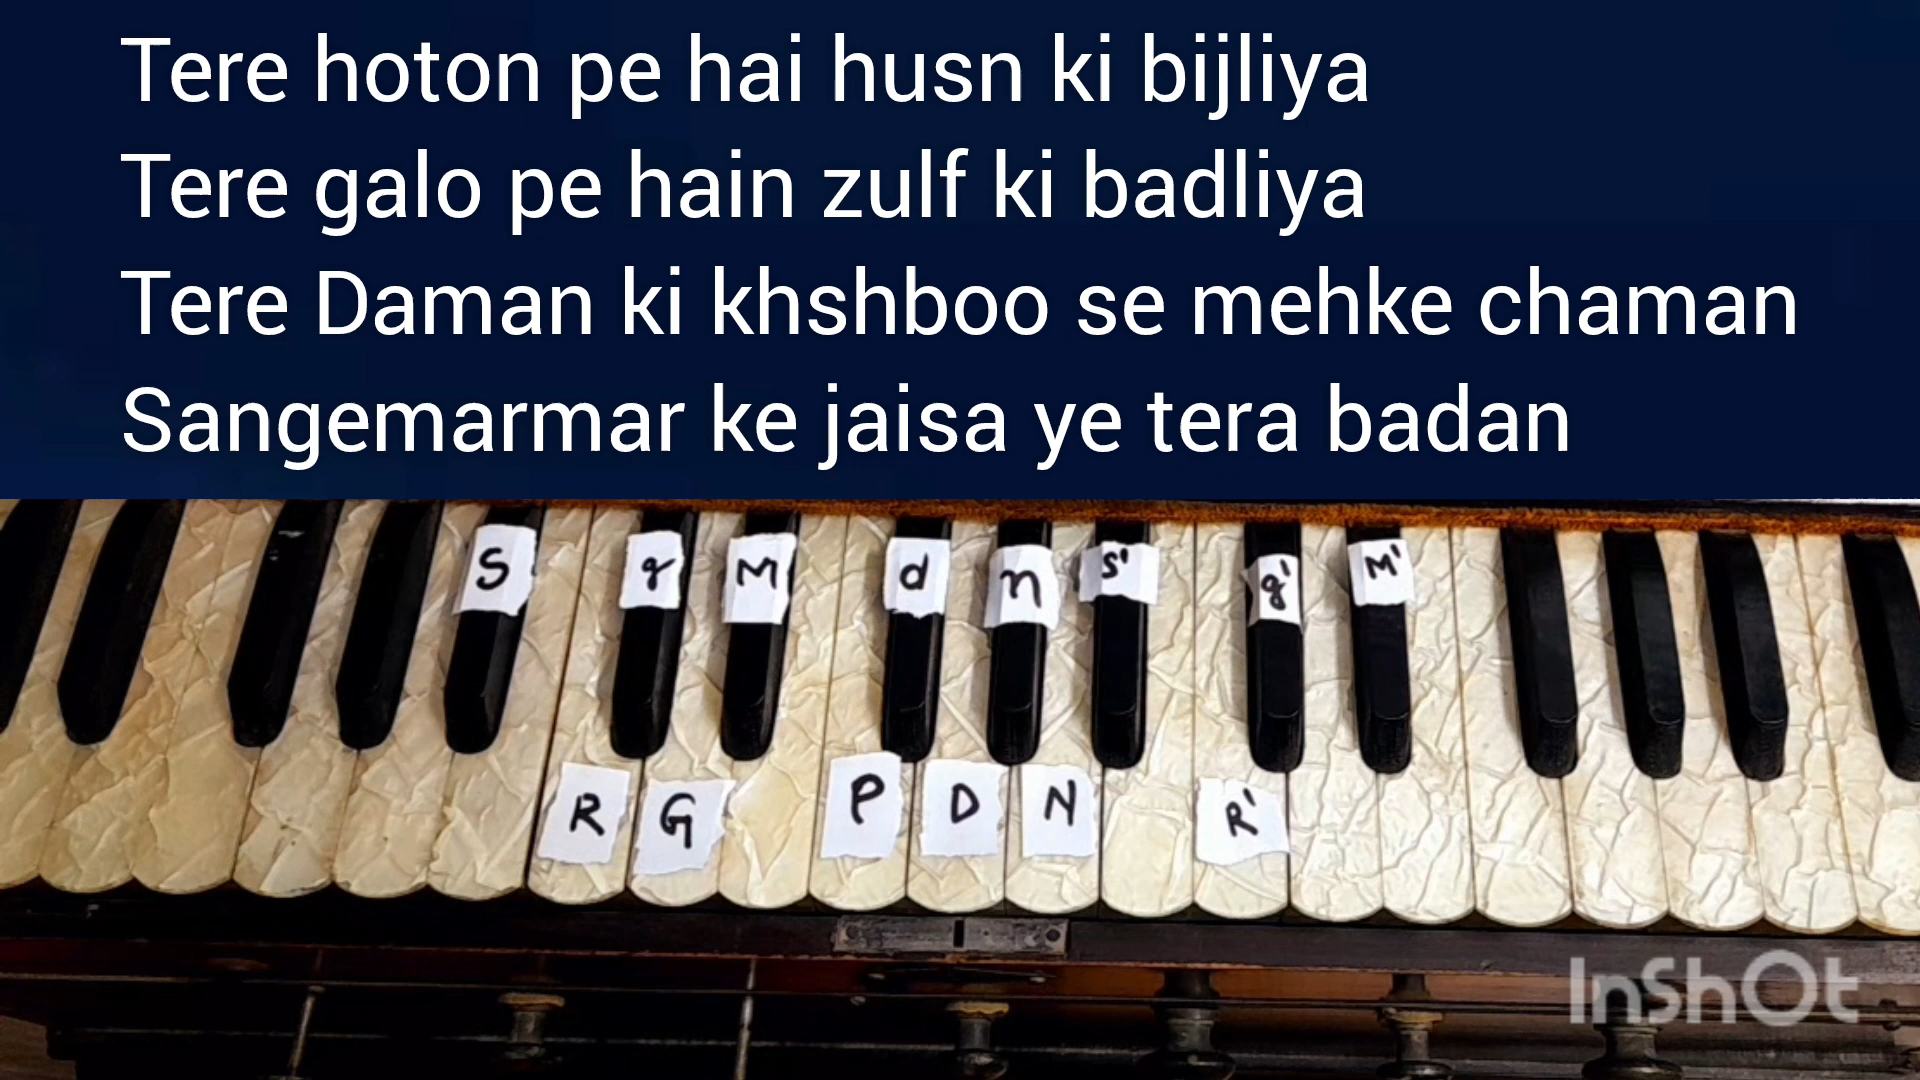 Tere hoton pe hai husn ki bijliya
Tere galo pe hain zulf ki badliya
Tere Daman ki khshboo se mehke chaman
Sangemarmar ke jaisa ye tera badan
S g M d n S' g' M'
R G P D N R'
InShOt